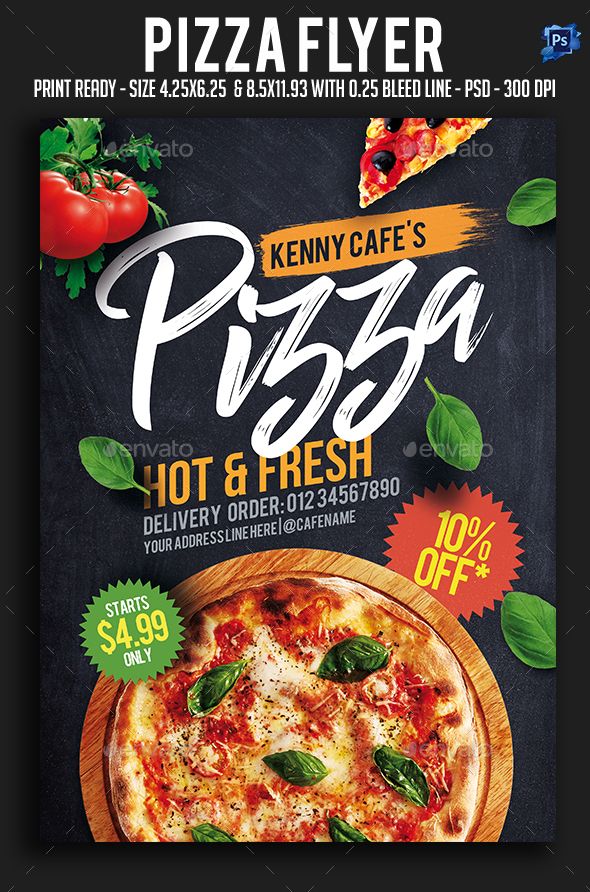 PIZZA FLYER
Ps
PRINT READY - SIZE 4.25X6.25 & 8.5X11.93 WITH 0.25 BLEED LINE - PSD - 300 DPI
envato
envato
KENNY CAFE'S
Pizza
envato
envato
HOT & FRESH
DELIVERY ORDER: 012 34567890
YOUR ADDRESS LINE HERE | @CAFENAME
10%
OFF*
STARTS
$4.99
ONLY
envato
envato